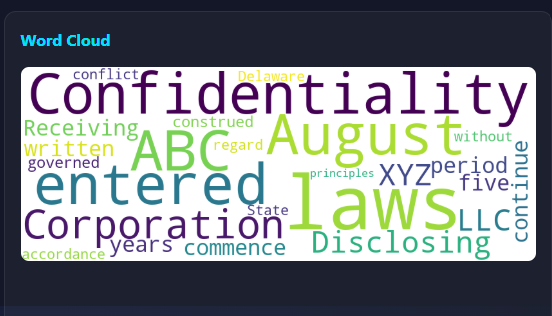 Word Cloud
conflict Delaware
Confidentiality
Receiving construed August without
written ABC regard
governed principles XYZ period
entered laws five
Corporation State LLC continue
years commence Disclosing
accordance